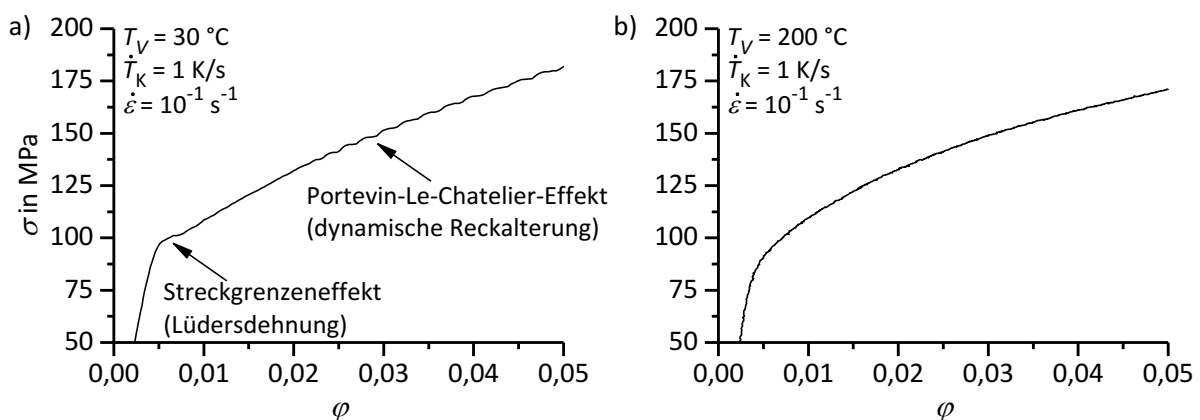 a)
T_V = 30 °C
Ṫ_K = 1 K/s
ε̇ = 10⁻¹ s⁻¹
200
175
150
125
100
75
50
σ in MPa
Portevin-Le-Chatelier-Effekt
(dynamische Reckalterung)
Streckgrenzeneffekt
(Lüdersdehnung)
0,00 0,01 0,02 0,03 0,04 0,05
φ
b)
T_V = 200 °C
Ṫ_K = 1 K/s
ε̇ = 10⁻¹ s⁻¹
200
175
150
125
100
75
50
0,00 0,01 0,02 0,03 0,04 0,05
φ